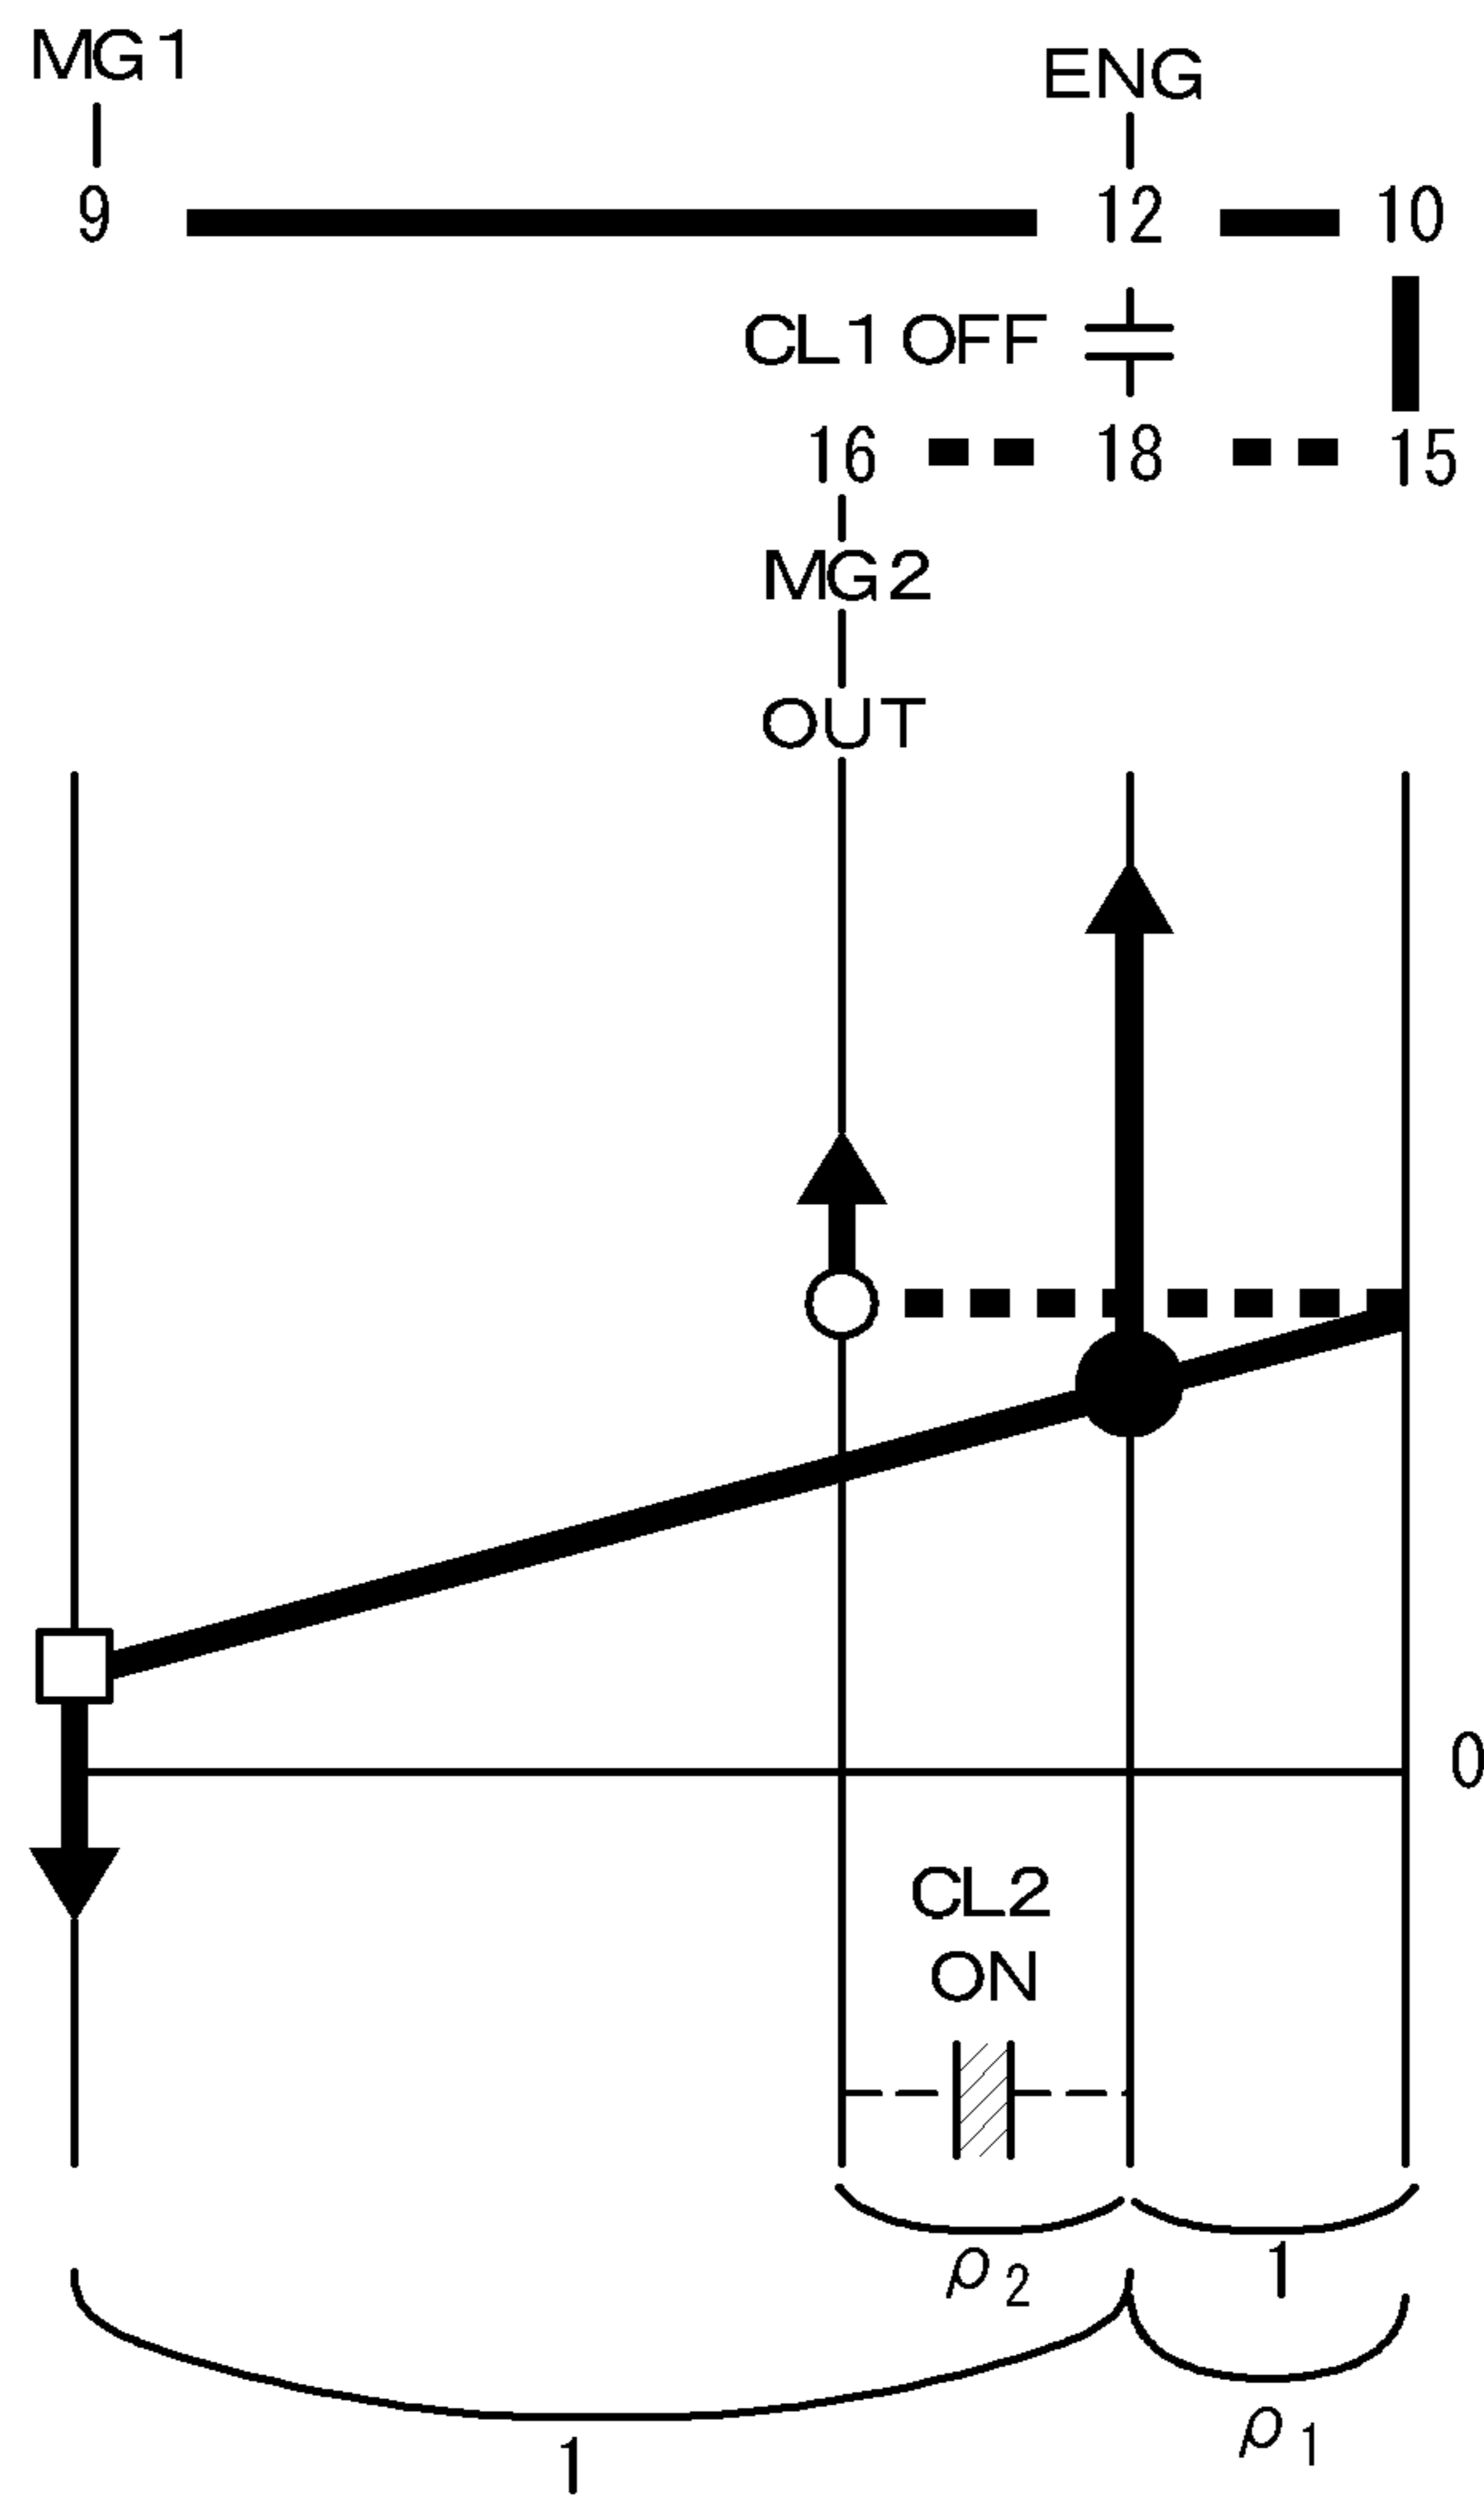 MG1
ENG
9 12 10
CL1 OFF
16 18 15
MG2
OUT
0
CL2
ON
ρ2 1
1 ρ1